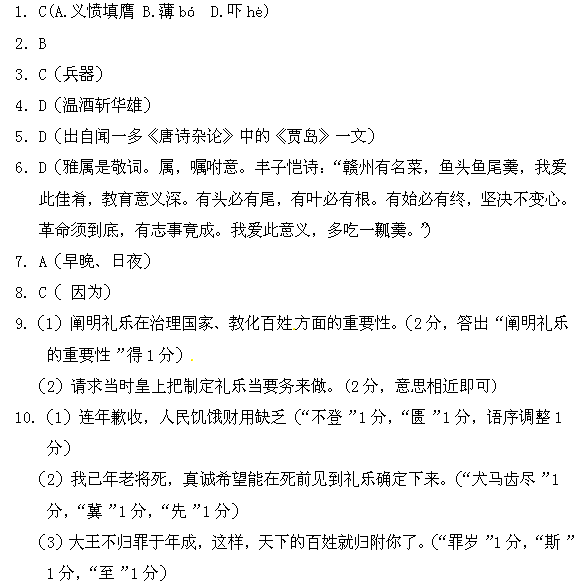 1. C(A.义愤填膺 B.薄bó  D.吓hè)
2. B
3. C(兵器)
4. D(温酒斩华雄)
5. D(出自闻一多《唐诗杂论》中的《贾岛》一文)
6. D(雅属是敬词。属，嘱咐意。丰子恺诗：“赣州有名菜，鱼头鱼尾羹，我爱
此佳肴，教育意义深。有头必有尾，有叶必有根。有始必有终，坚决不变心。
革命须到底，有志事竟成。我爱此意义，多吃一瓢羹。”)
7. A(早晚、日夜)
8. C( 因为)
9.（1）阐明礼乐在治理国家、教化百姓方面的重要性。(2分，答出“阐明礼乐
的重要性”得1分)
（2）请求当时皇上把制定礼乐当要务来做。(2分，意思相近即可)
10.（1）连年歉收，人民饥饿财用缺乏(“不登”1分，“匮”1分，语序调整1
分)
（2）我已年老将死，真诚希望能在死前见到礼乐确定下来。(“犬马齿尽”1
分，“冀”1分，“先”1分)
（3）大王不归罪于年成，这样，天下的百姓就归附你了。(“罪岁”1分，“斯”
1分，“至”1分)